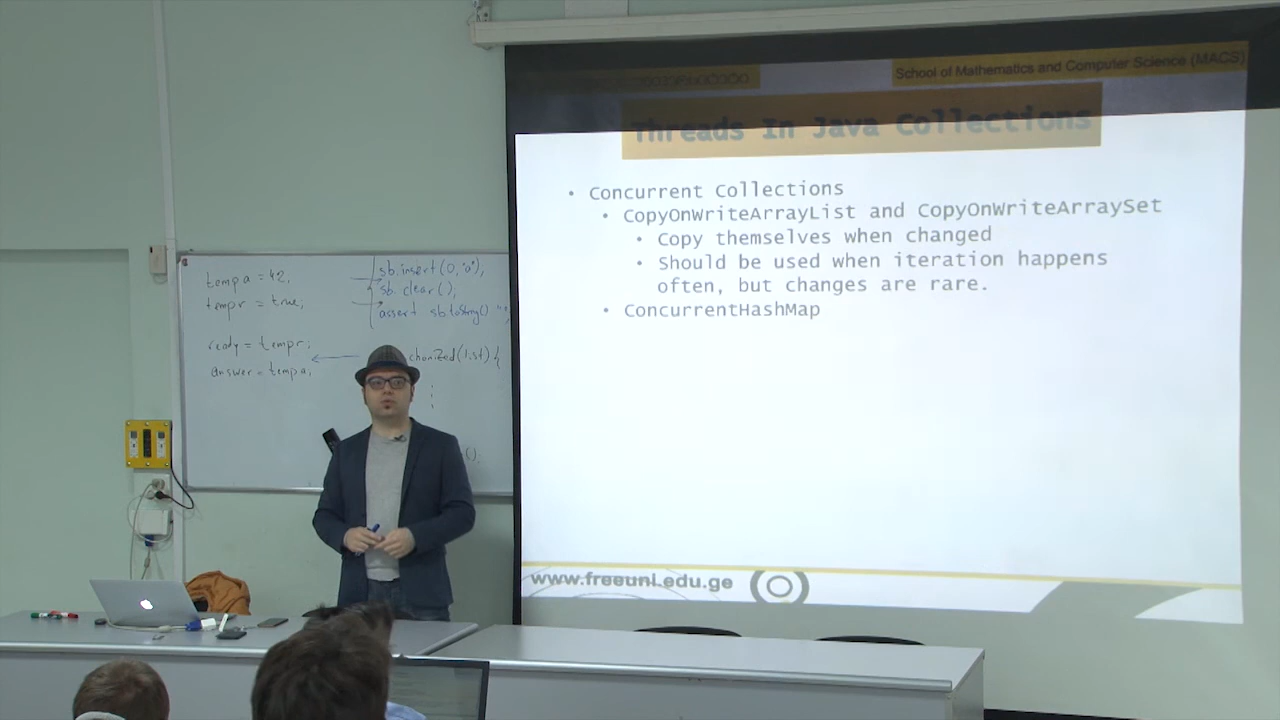 School of Mathematics and Computer Science (MACS)
Threads In Java Collections
• Concurrent Collections
• CopyOnWriteArrayList and CopyOnWriteArraySet
• Copy themselves when changed
• Should be used when iteration happens
often, but changes are rare.
• ConcurrentHashMap
www.freeuni.edu.ge
tempa = 42;
tempr = true;
ready = tempr;
answer = tempa;
sb.insert(0,"a");
sb.clear();
assert sb.toString()
chonized(list) {